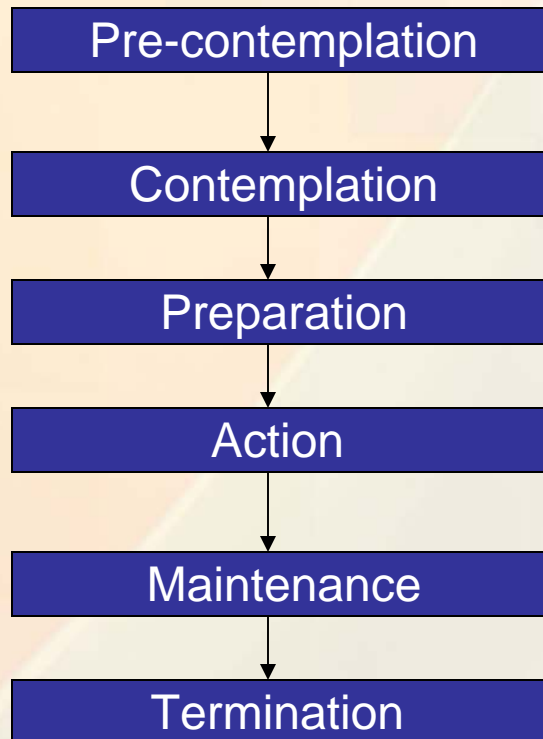 Pre-contemplation
Contemplation
Preparation
Action
Maintenance
Termination